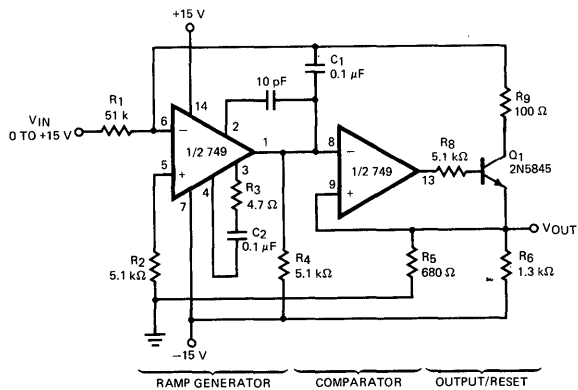 +15 V
C1
0.1 µF
10 pF
R9
100 Ω
R1
51 k
VIN
0 TO +15 V
6
14
2
1
−
1/2 749
5
+
3
4
7
R3
4.7 Ω
C2
0.1 µF
8
−
9
+
1/2 749
13
R8
5.1 kΩ
Q1
2N5845
VOUT
R2
5.1 kΩ
R4
5.1 kΩ
R5
680 Ω
R6
1.3 kΩ
−15 V
RAMP GENERATOR
COMPARATOR
OUTPUT/RESET